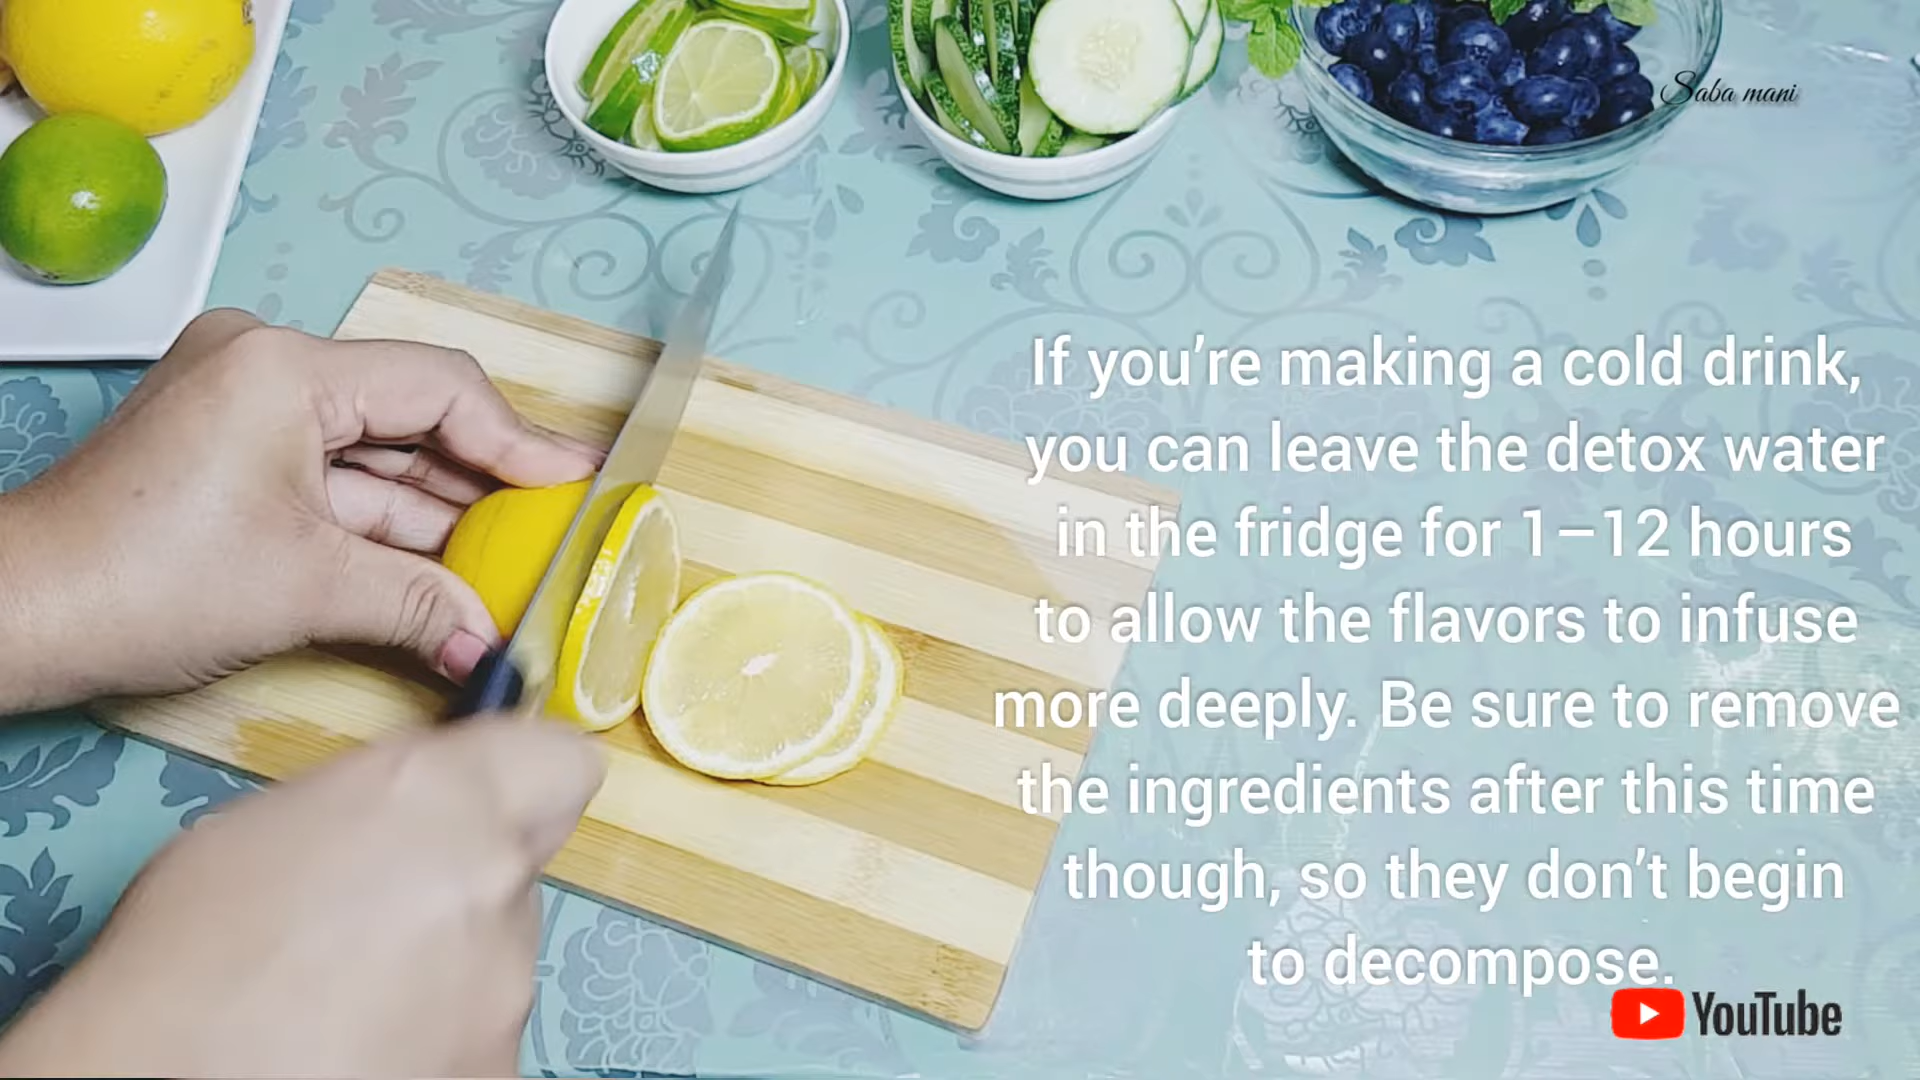 Saba mani
If you’re making a cold drink,
you can leave the detox water
in the fridge for 1–12 hours
to allow the flavors to infuse
more deeply. Be sure to remove
the ingredients after this time
though, so they don’t begin
to decompose.
YouTube